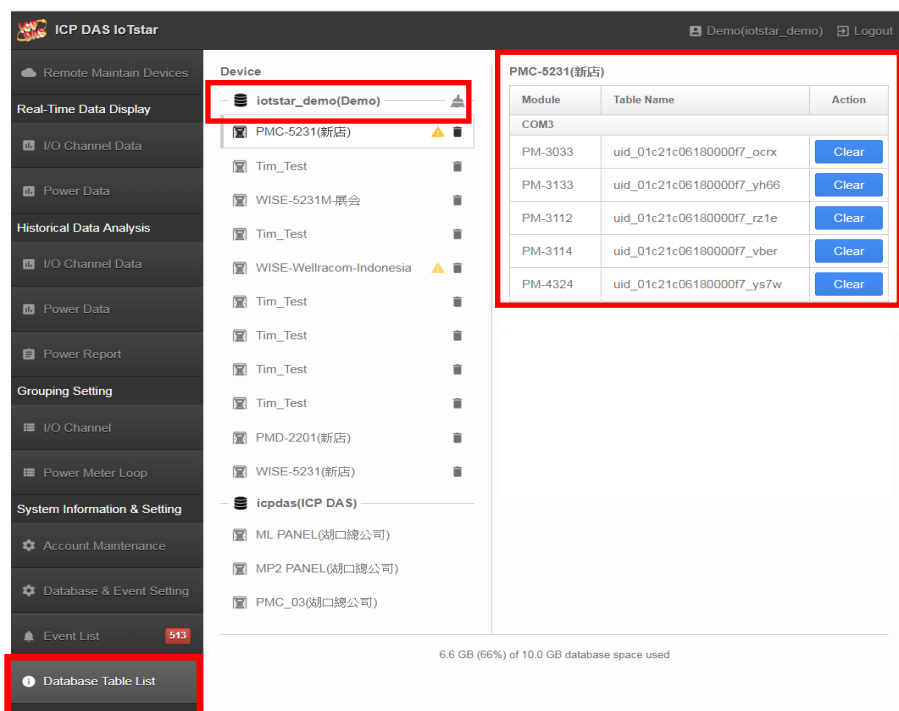 ICP DAS IoTstar
Demo(iotstar_demo) Logout
Remote Maintain Devices
Real-Time Data Display
I/O Channel Data
Power Data
Historical Data Analysis
I/O Channel Data
Power Data
Power Report
Grouping Setting
I/O Channel
Power Meter Loop
System Information & Setting
Account Maintenance
Database & Event Setting
Event List 513
Database Table List
Device
iotstar_demo(Demo)
PMC-5231(新店)
Tim_Test
WISE-5231M-展会
Tim_Test
WISE-Wellracom-Indonesia
Tim_Test
Tim_Test
Tim_Test
Tim_Test
PMD-2201(新店)
WISE-5231(新店)
icpdas(ICP DAS)
ML PANEL(湖口總公司)
MP2 PANEL(湖口總公司)
PMC_03(湖口總公司)
PMC-5231(新店)
Module Table Name Action
COM3
PM-3033 uid_01c21c06180000f7_ocrx Clear
PM-3133 uid_01c21c06180000f7_yh66 Clear
PM-3112 uid_01c21c06180000f7_rz1e Clear
PM-3114 uid_01c21c06180000f7_vber Clear
PM-4324 uid_01c21c06180000f7_ys7w Clear
6.6 GB (66%) of 10.0 GB database space used